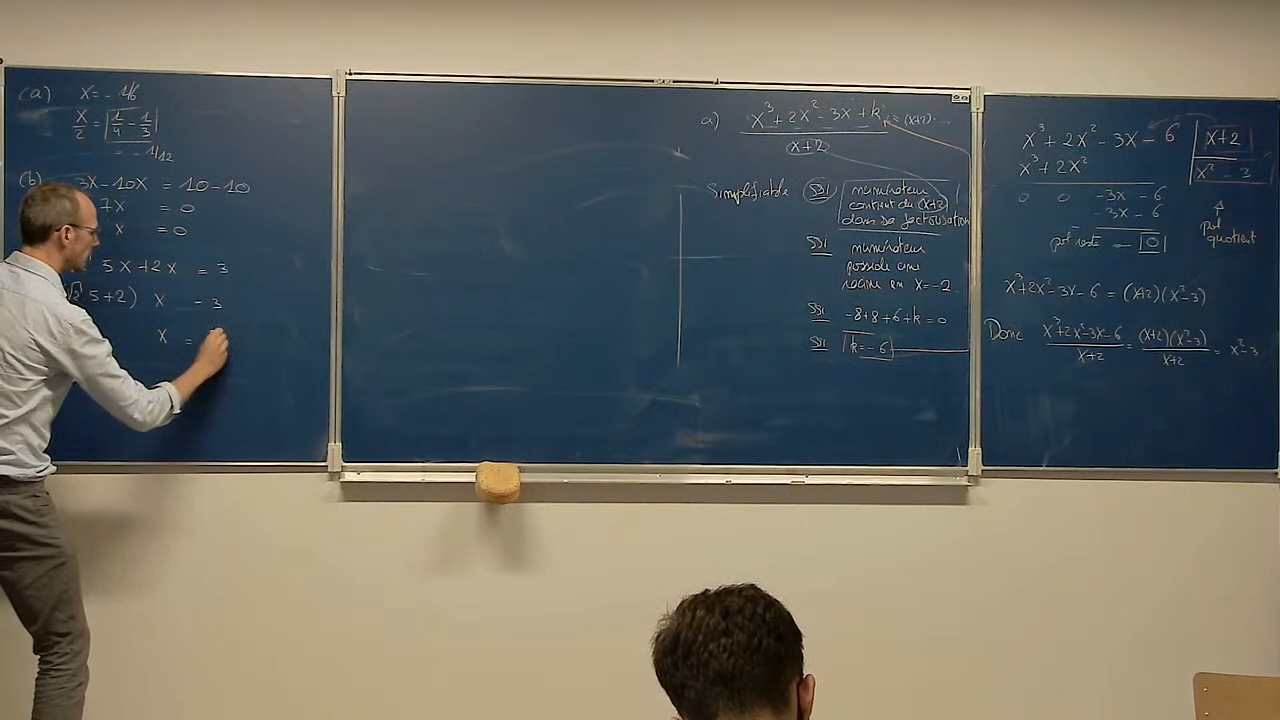 (a) x = - 1/6
x/2 = 1/4 - 1/3
= - 1/12
(b) 3x - 10x = 10 - 10
7x = 0
x = 0
5x + 2x = 3
5 + 2) x = 3
x =
a) x³ + 2x² - 3x + k = (x+2)...
x+2
Simplifiable SSI numérateur
contient du (x+2)
dans sa factorisation
SSI numérateur
possède une
racine en x = -2
SSI -8 + 8 + 6 + k = 0
SSI k = -6
x³ + 2x² - 3x - 6 | x+2
x³ + 2x² | x² - 3
0 0 -3x - 6
-3x - 6
pol reste = 0
pol
quotient
x³ + 2x² - 3x - 6 = (x+2)(x² - 3)
Donc x³ + 2x² - 3x - 6 / x+2 = (x+2)(x² - 3) / x+2 = x² - 3